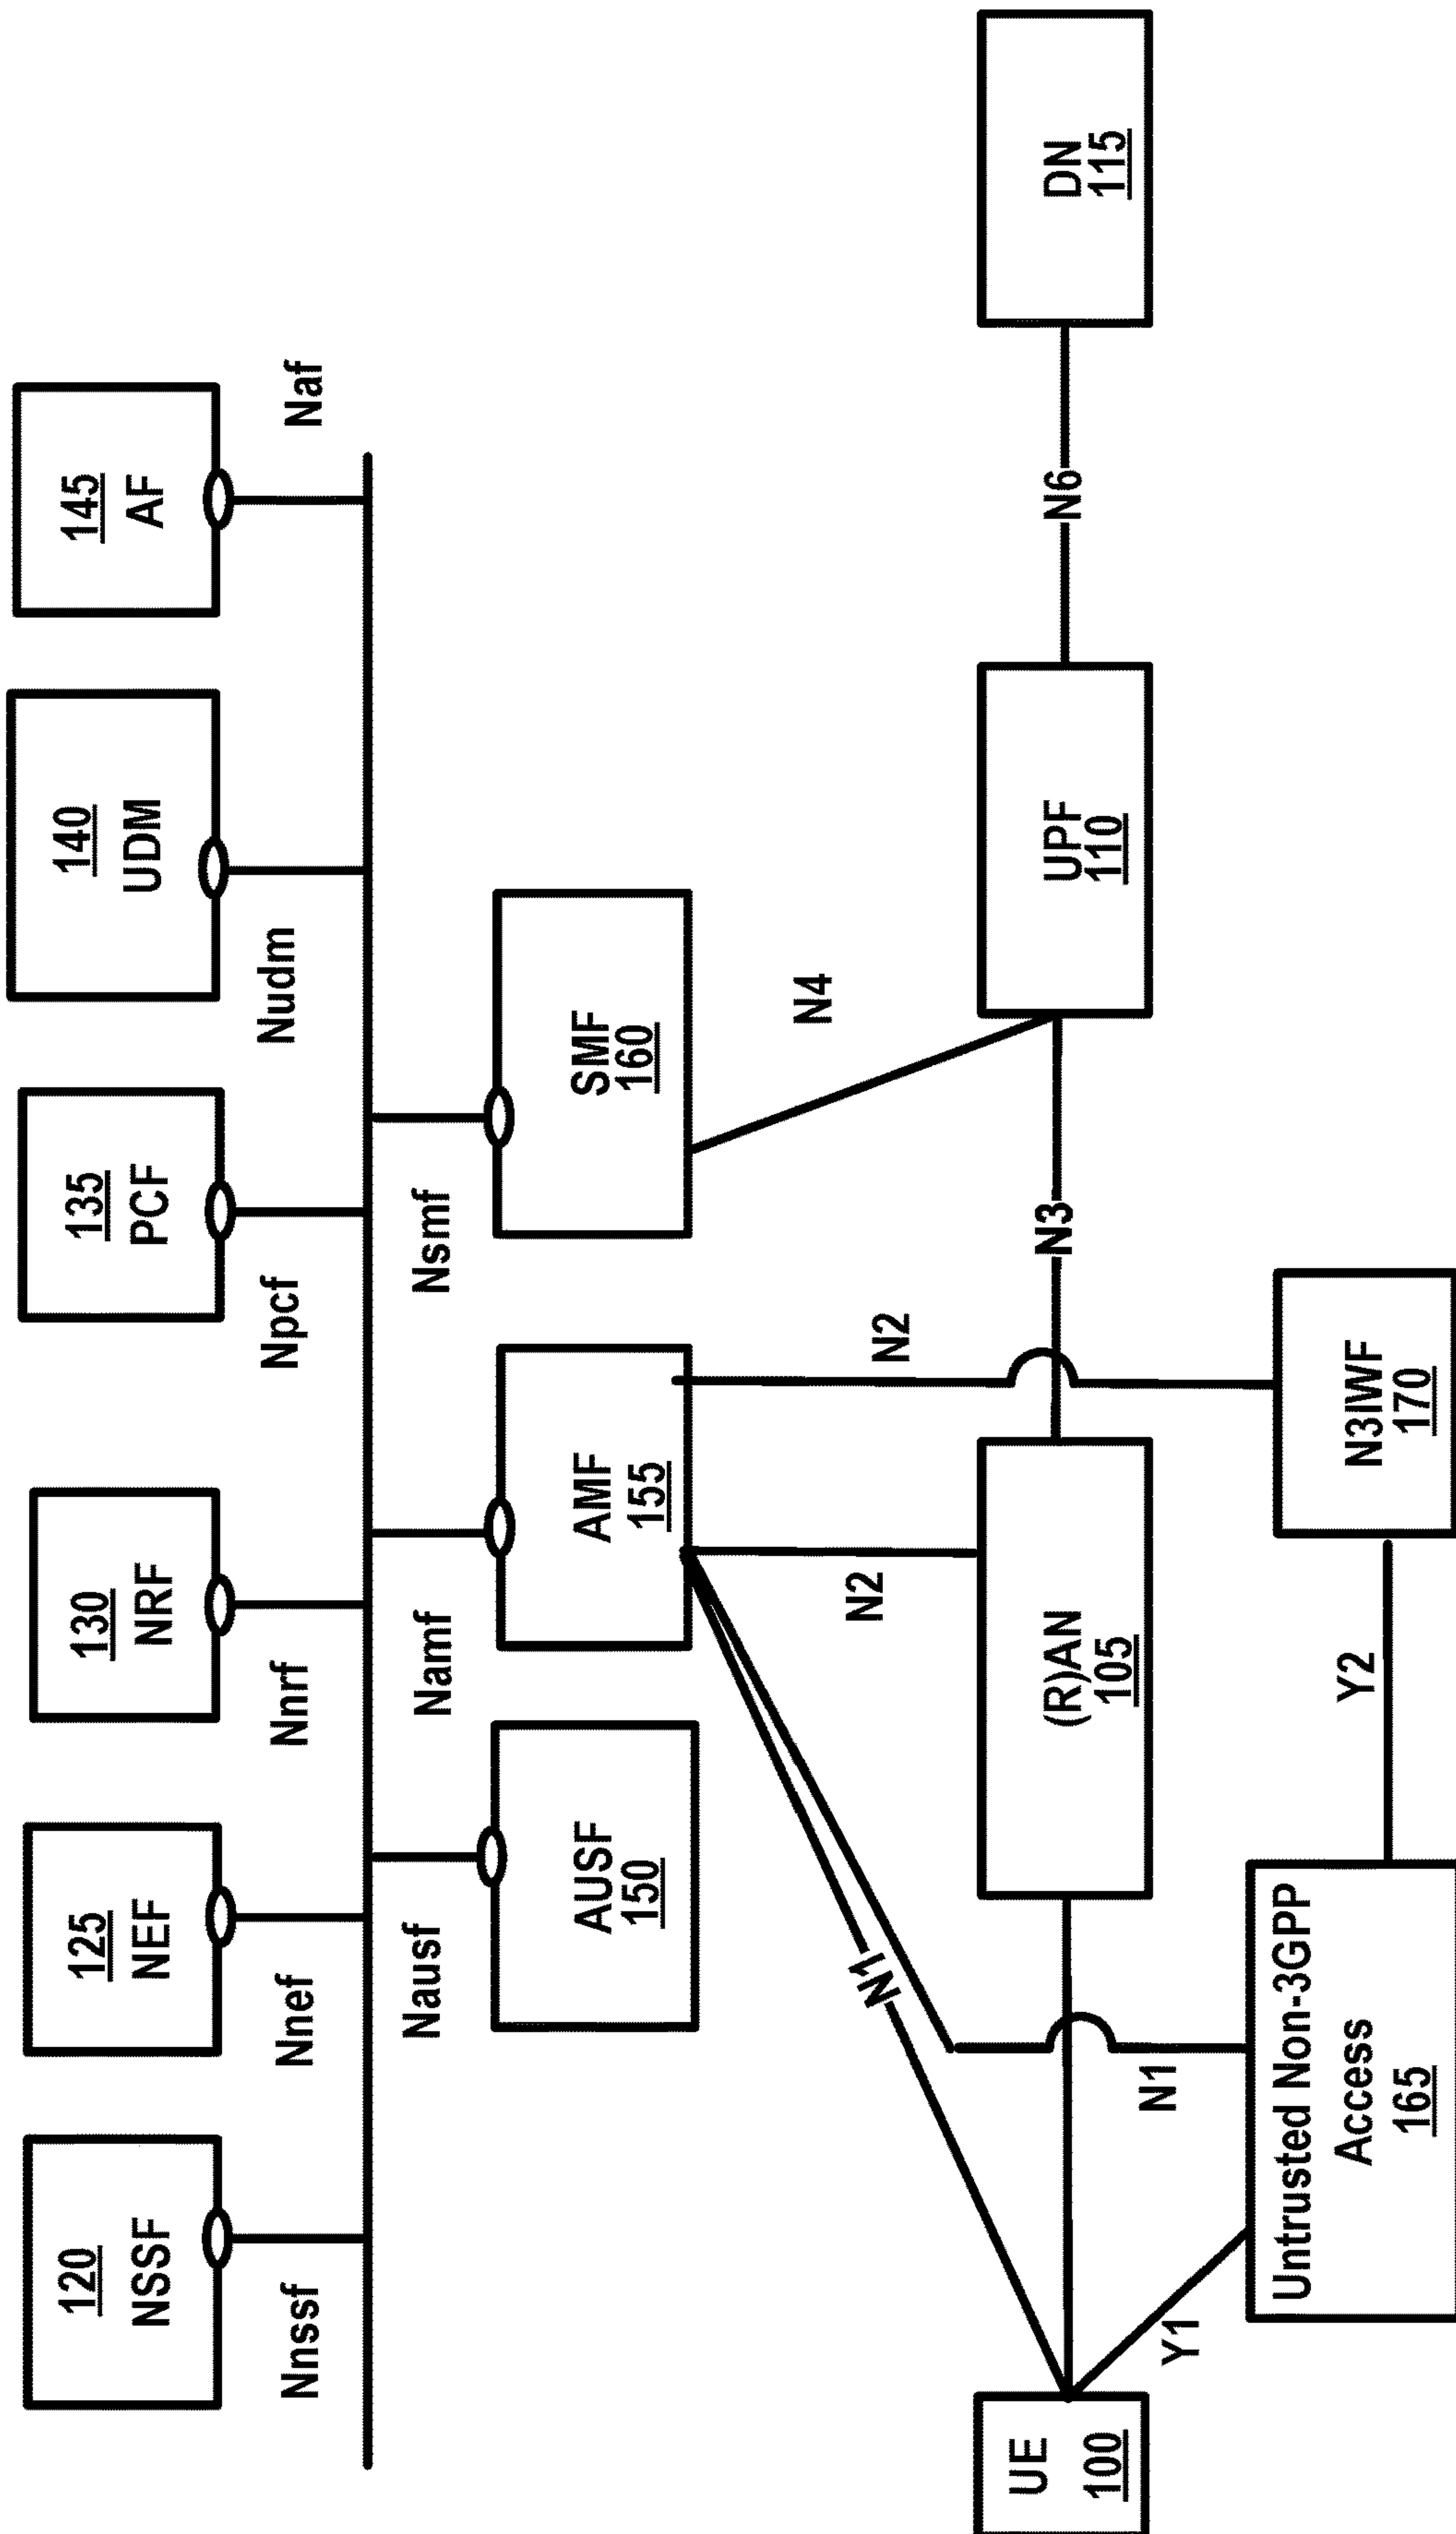 120
NSSF
125
NEF
130
NRF
135
PCF
140
UDM
145
AF
Nnssf
Nnef
Nnrf
Npcf
Nudm
Naf
Nausf
Namf
Nsmf
AUSF
150
AMF
155
SMF
160
N1
N2
N2
N4
UE
100
(R)AN
105
N3
UPF
110
N6
DN
115
Y1
N1
Untrusted Non-3GPP
Access
165
Y2
N3IWF
170